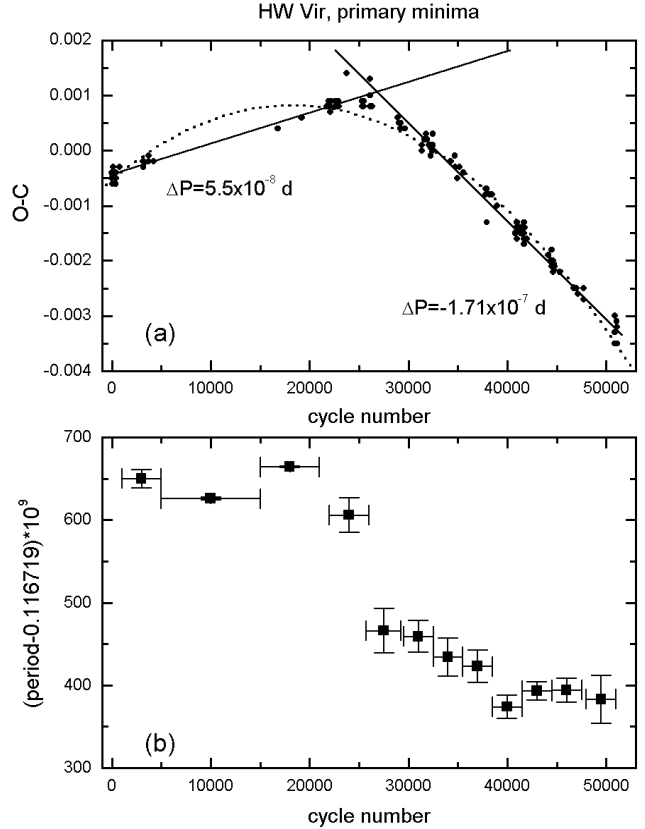 HW Vir, primary minima
0.002
0.001
0.000
-0.001
-0.002
-0.003
-0.004
O-C
ΔP=5.5x10⁻⁸ d
ΔP=-1.71x10⁻⁷ d
(a)
0 10000 20000 30000 40000 50000
cycle number
700
600
500
400
300
(period-0.116719)*10⁹
(b)
0 10000 20000 30000 40000 50000
cycle number